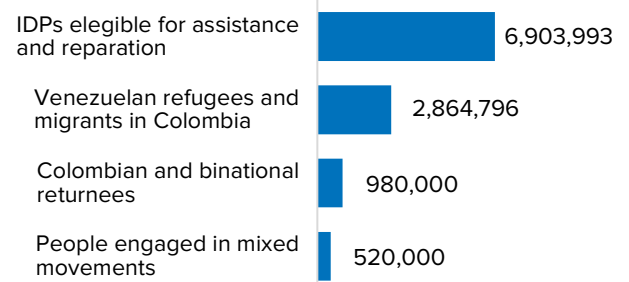 IDPs elegible for assistance
and reparation
6,903,993
Venezuelan refugees and
migrants in Colombia
2,864,796
Colombian and binational
returnees
980,000
People engaged in mixed
movements
520,000